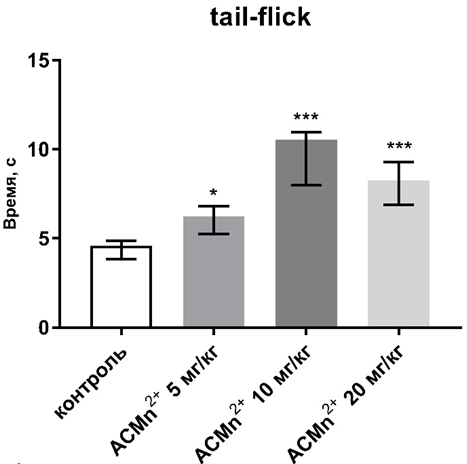 tail-flick
Время, с
15
10
5
0
*
***
***
контроль
ACMn²⁺ 5 мг/кг
ACMn²⁺ 10 мг/кг
ACMn²⁺ 20 мг/кг